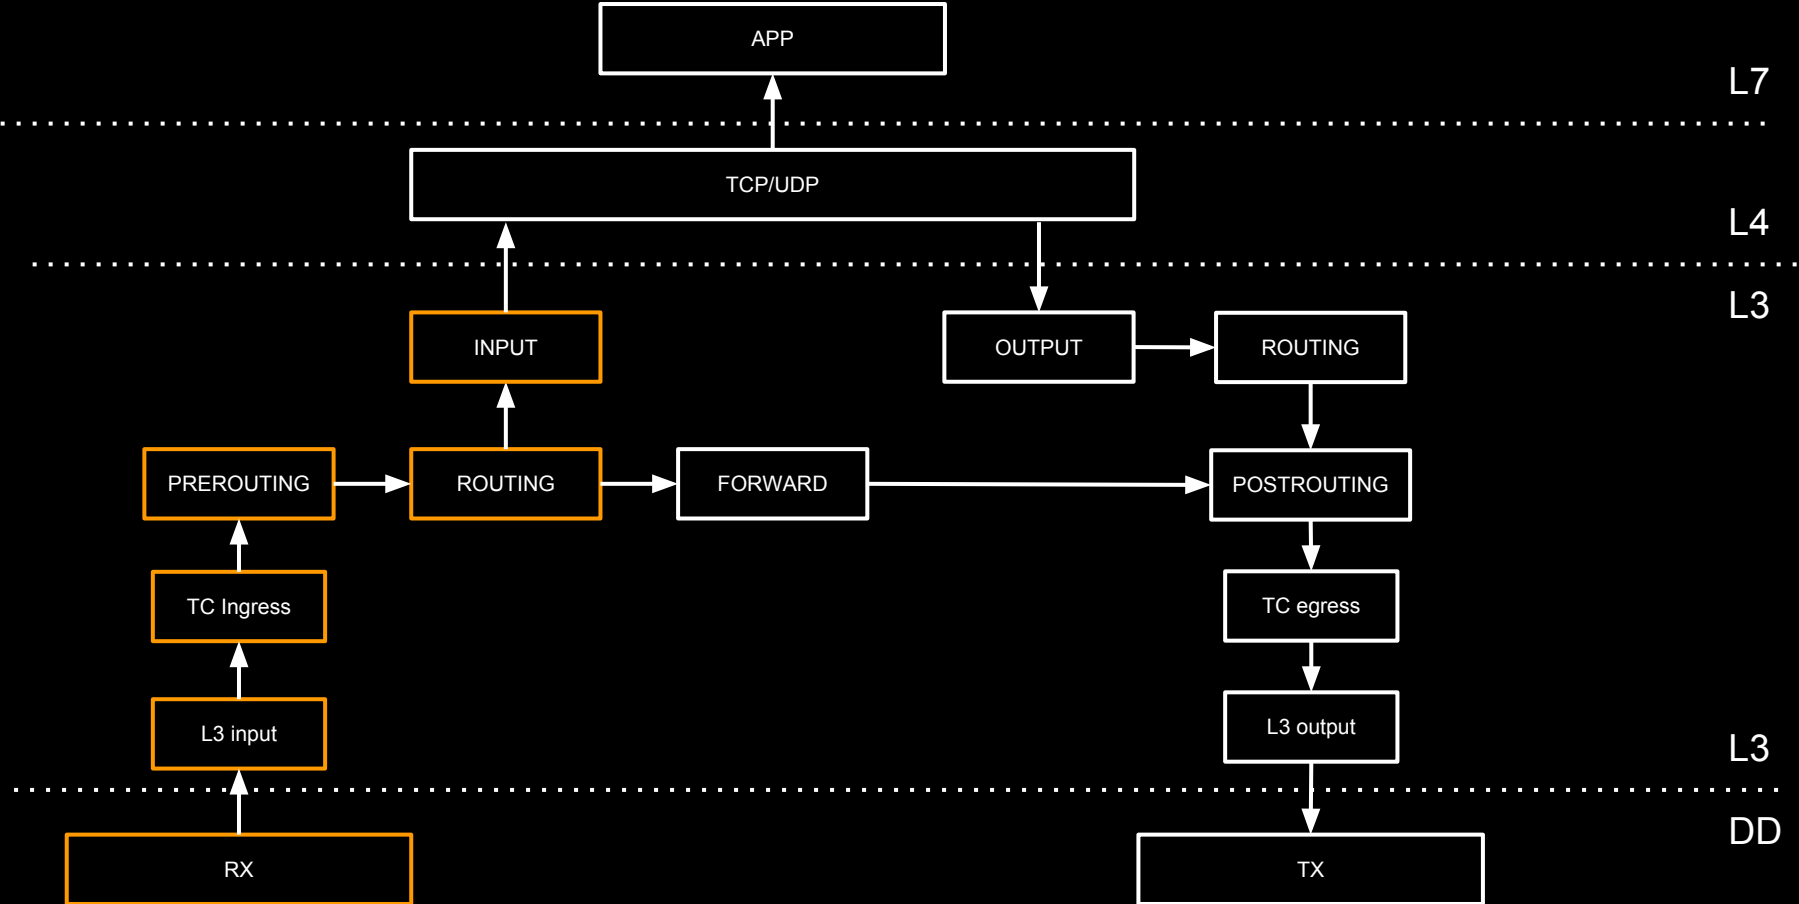 APP
L7
TCP/UDP
L4
L3
INPUT
OUTPUT
ROUTING
PREROUTING
ROUTING
FORWARD
POSTROUTING
TC Ingress
TC egress
L3 input
L3 output
L3
DD
RX
TX